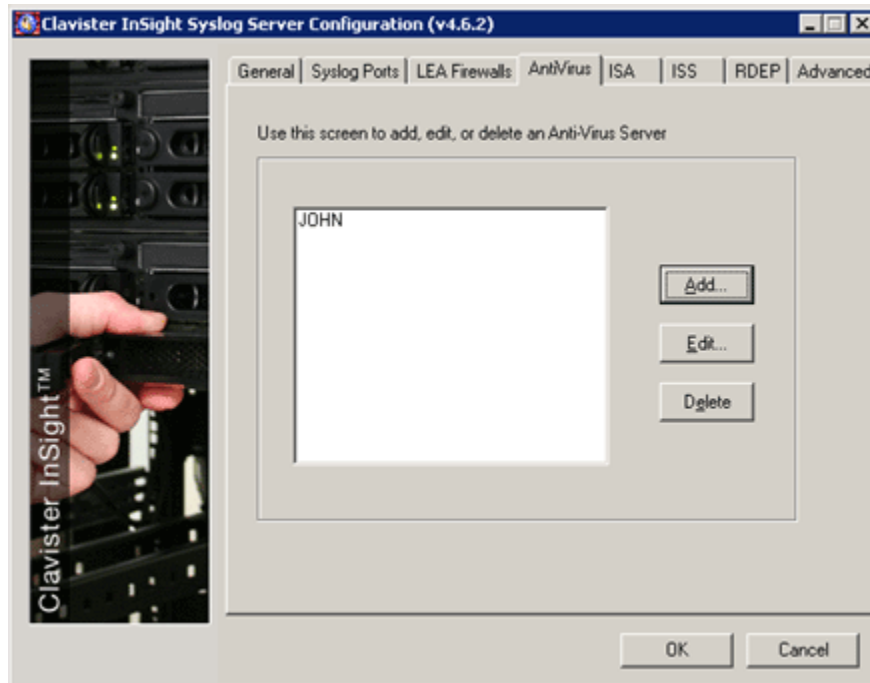 Clavister InSight Syslog Server Configuration (v4.6.2)
General Syslog Ports LEA Firewalls AntiVirus ISA ISS RDEP Advanced
Use this screen to add, edit, or delete an Anti-Virus Server
JOHN
Add...
Edit...
Delete
Clavister InSight™
OK Cancel